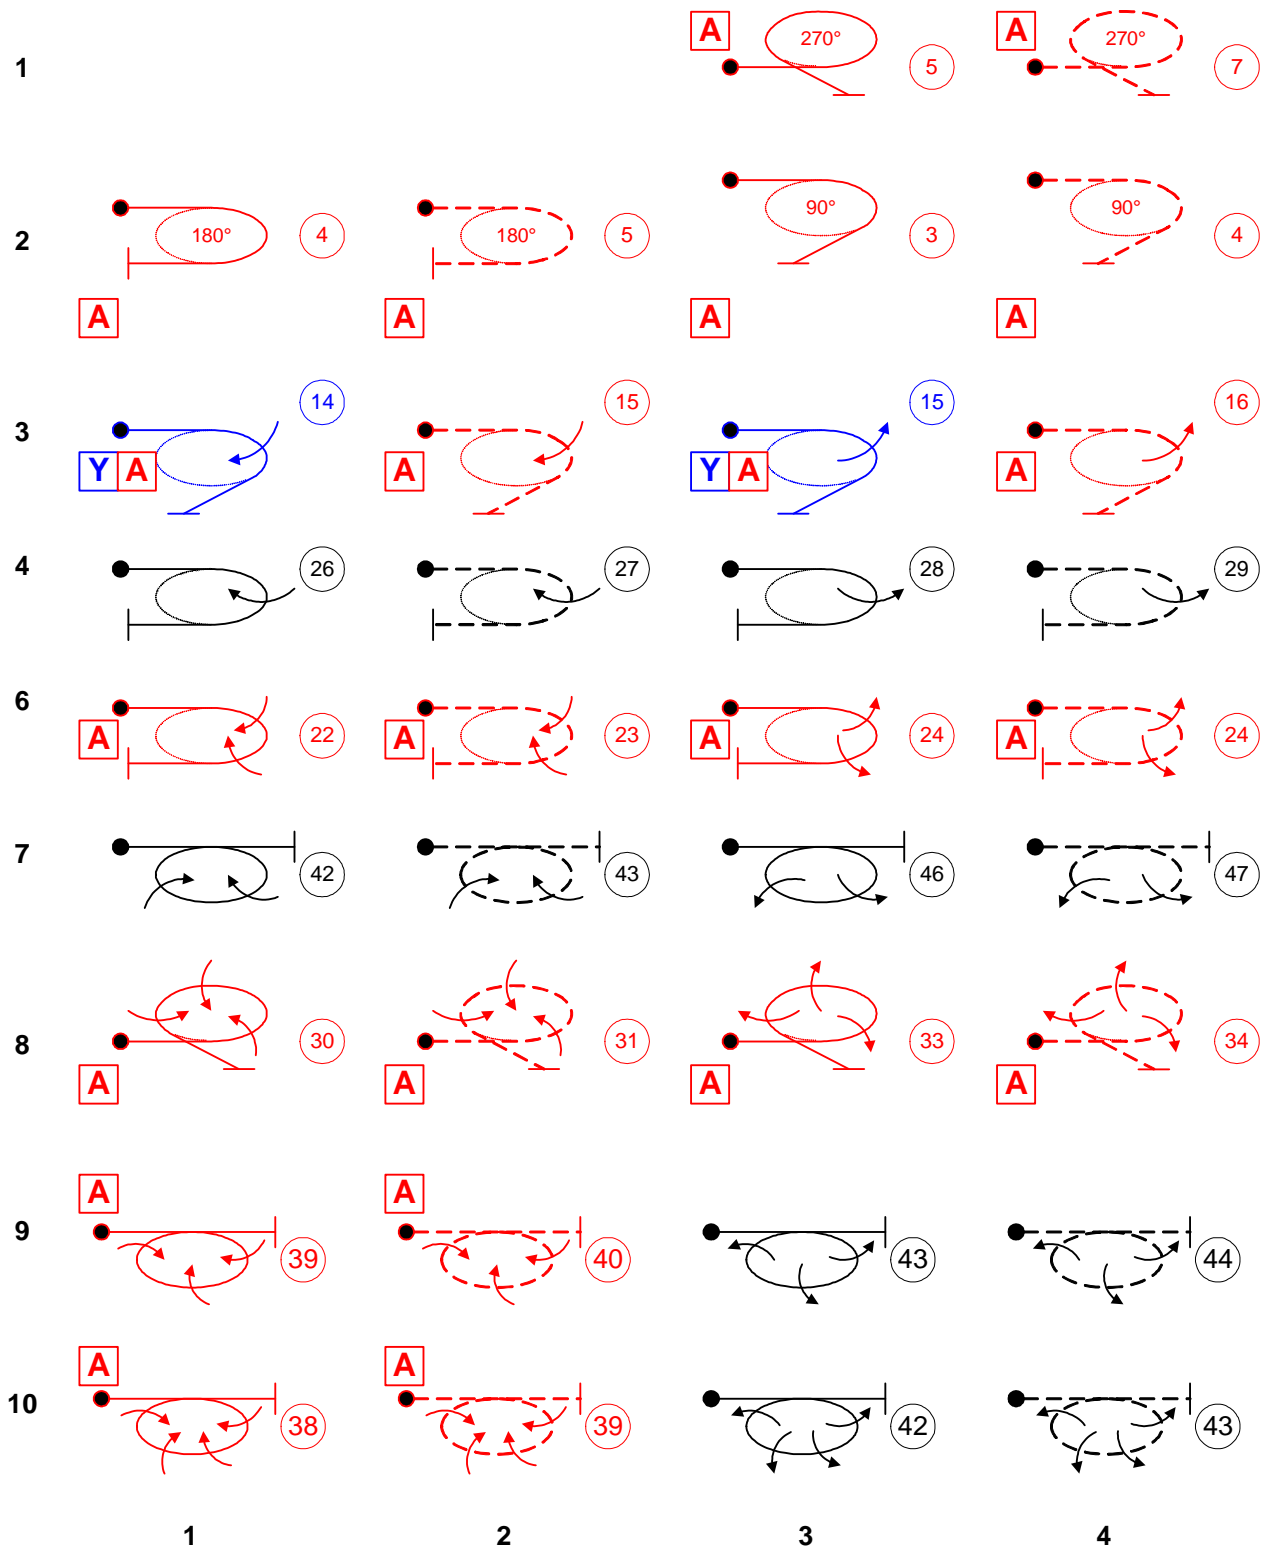 A 270° A 270°
1 5 7
180° 180° 90° 90°
2 4 5 3 4
A A A A
14 15 15 16
3
Y A A Y A A
4 26 27 28 29
6
A 22 A 23 A 24 A 24
7
42 43 46 47
8 30 31 33 34
A A A A
A A
9
39 40 43 44
A A
10
38 39 42 43
1 2 3 4